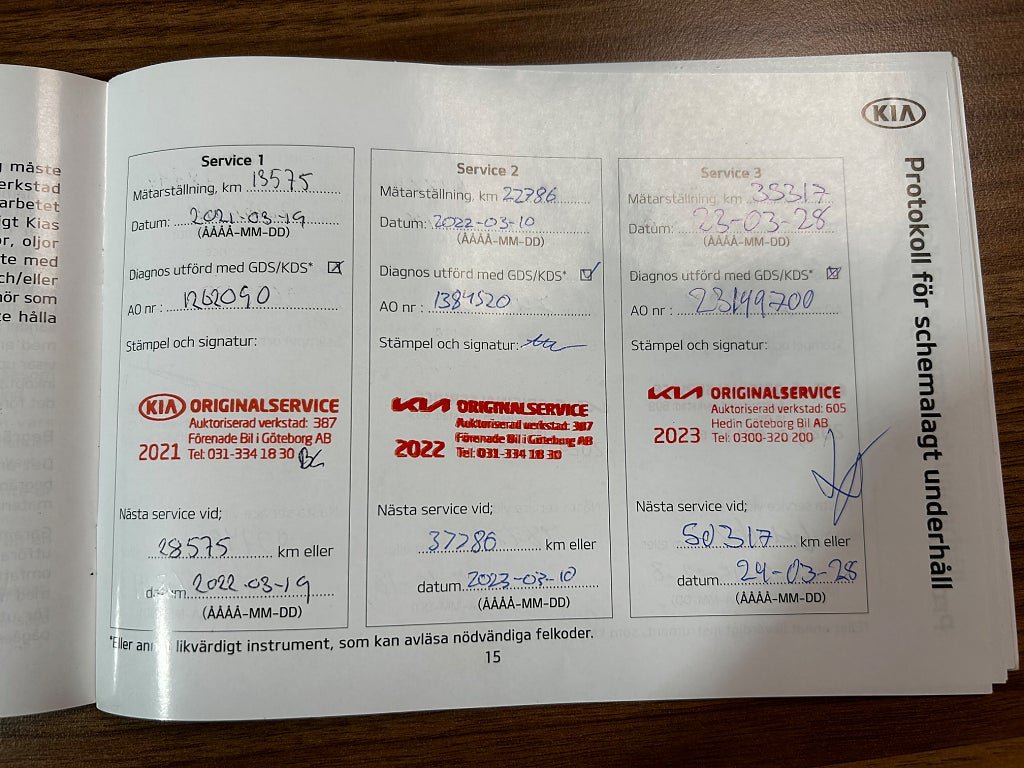 g måste
erkstad
arbetet
igt Kias
or, oljor
te med
ch/eller
hör som
te hålla
KIA
Protokoll för schemalagt underhåll
Service 1
Mätarställning, km 13575
Datum: 2021-03-19
(ÅÅÅÅ-MM-DD)
Diagnos utförd med GDS/KDS*
AO nr : 1262090
Stämpel och signatur:
KIA ORIGINALSERVICE
Auktoriserad verkstad: 387
Förenade Bil i Göteborg AB
2021 Tel: 031-334 18 30
Nästa service vid;
28575 km eller
datum 2022-03-19
(ÅÅÅÅ-MM-DD)
Service 2
Mätarställning, km 22786
Datum: 2022-03-10
(ÅÅÅÅ-MM-DD)
Diagnos utförd med GDS/KDS*
AO nr : 1384520
Stämpel och signatur:
KIA ORIGINALSERVICE
Auktoriserad verkstad: 387
Förenade Bil i Göteborg AB
2022 Tel: 031-334 18 30
Nästa service vid;
37786 km eller
datum 2023-03-10
(ÅÅÅÅ-MM-DD)
Service 3
Mätarställning, km 35317
Datum: 23-03-28
(ÅÅÅÅ-MM-DD)
Diagnos utförd med GDS/KDS*
AO nr : 23199700
Stämpel och signatur:
KIA ORIGINALSERVICE
Auktoriserad verkstad: 605
Hedin Göteborg Bil AB
2023 Tel: 0300-320 200
Nästa service vid;
50317 km eller
datum 24-03-28
(ÅÅÅÅ-MM-DD)
*Eller annat likvärdigt instrument, som kan avläsa nödvändiga felkoder.
15